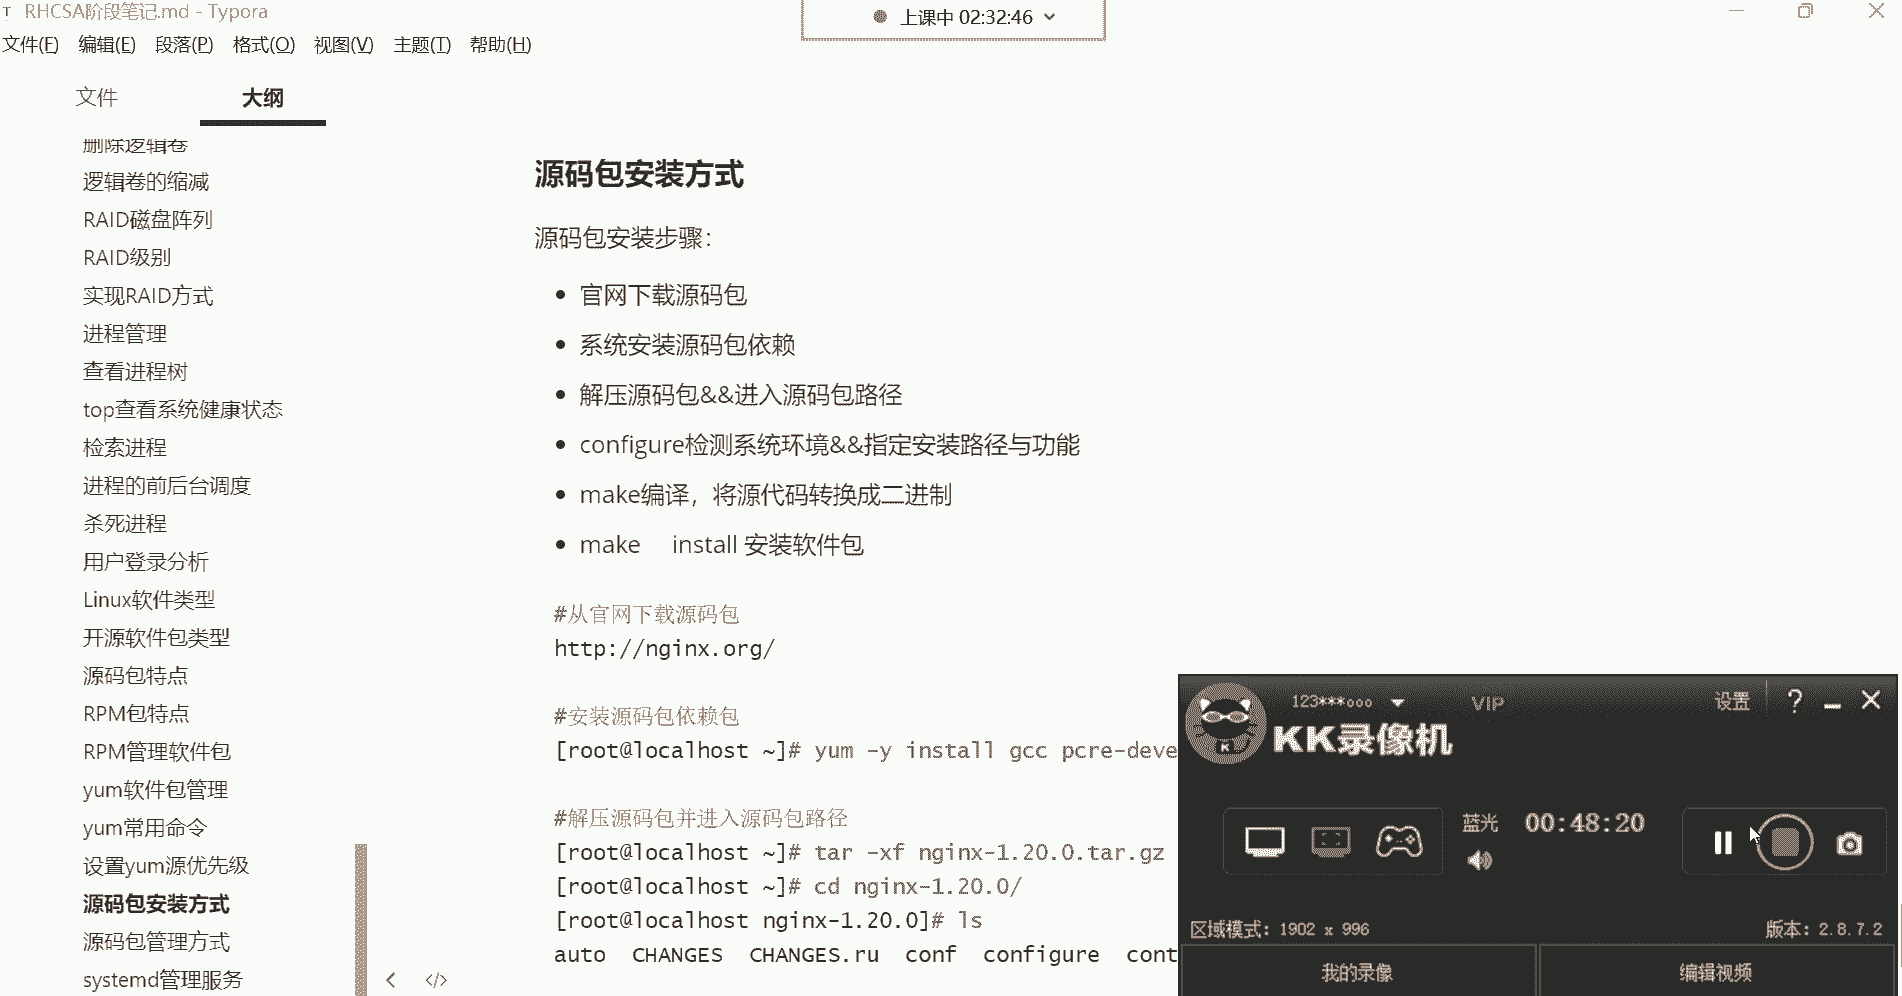 RHCSA阶段笔记.md - Typora
上课中 02:32:46
文件(F) 编辑(E) 段落(P) 格式(O) 视图(V) 主题(T) 帮助(H)
文件 大纲
删除逻辑卷
逻辑卷的缩减
RAID磁盘阵列
RAID级别
实现RAID方式
进程管理
查看进程树
top查看系统健康状态
检索进程
进程的前后台调度
杀死进程
用户登录分析
Linux软件类型
开源软件包类型
源码包特点
RPM包特点
RPM管理软件包
yum软件包管理
yum常用命令
设置yum源优先级
源码包安装方式
源码包管理方式
systemd管理服务
源码包安装方式
源码包安装步骤：
官网下载源码包
系统安装源码包依赖
解压源码包&&进入源码包路径
configure检测系统环境&&指定安装路径与功能
make编译，将源代码转换成二进制
make install 安装软件包
#从官网下载源码包
http://nginx.org/
#安装源码包依赖包
[root@localhost ~]# yum -y install gcc pcre-deve
#解压源码包并进入源码包路径
[root@localhost ~]# tar -xf nginx-1.20.0.tar.gz
[root@localhost ~]# cd nginx-1.20.0/
[root@localhost nginx-1.20.0]# ls
auto CHANGES CHANGES.ru conf configure cont
123***ooo VIP 设置
KK录像机
蓝光 00:48:20
区域模式：1902 x 996 版本：2.8.7.2
我的录像 编辑视频